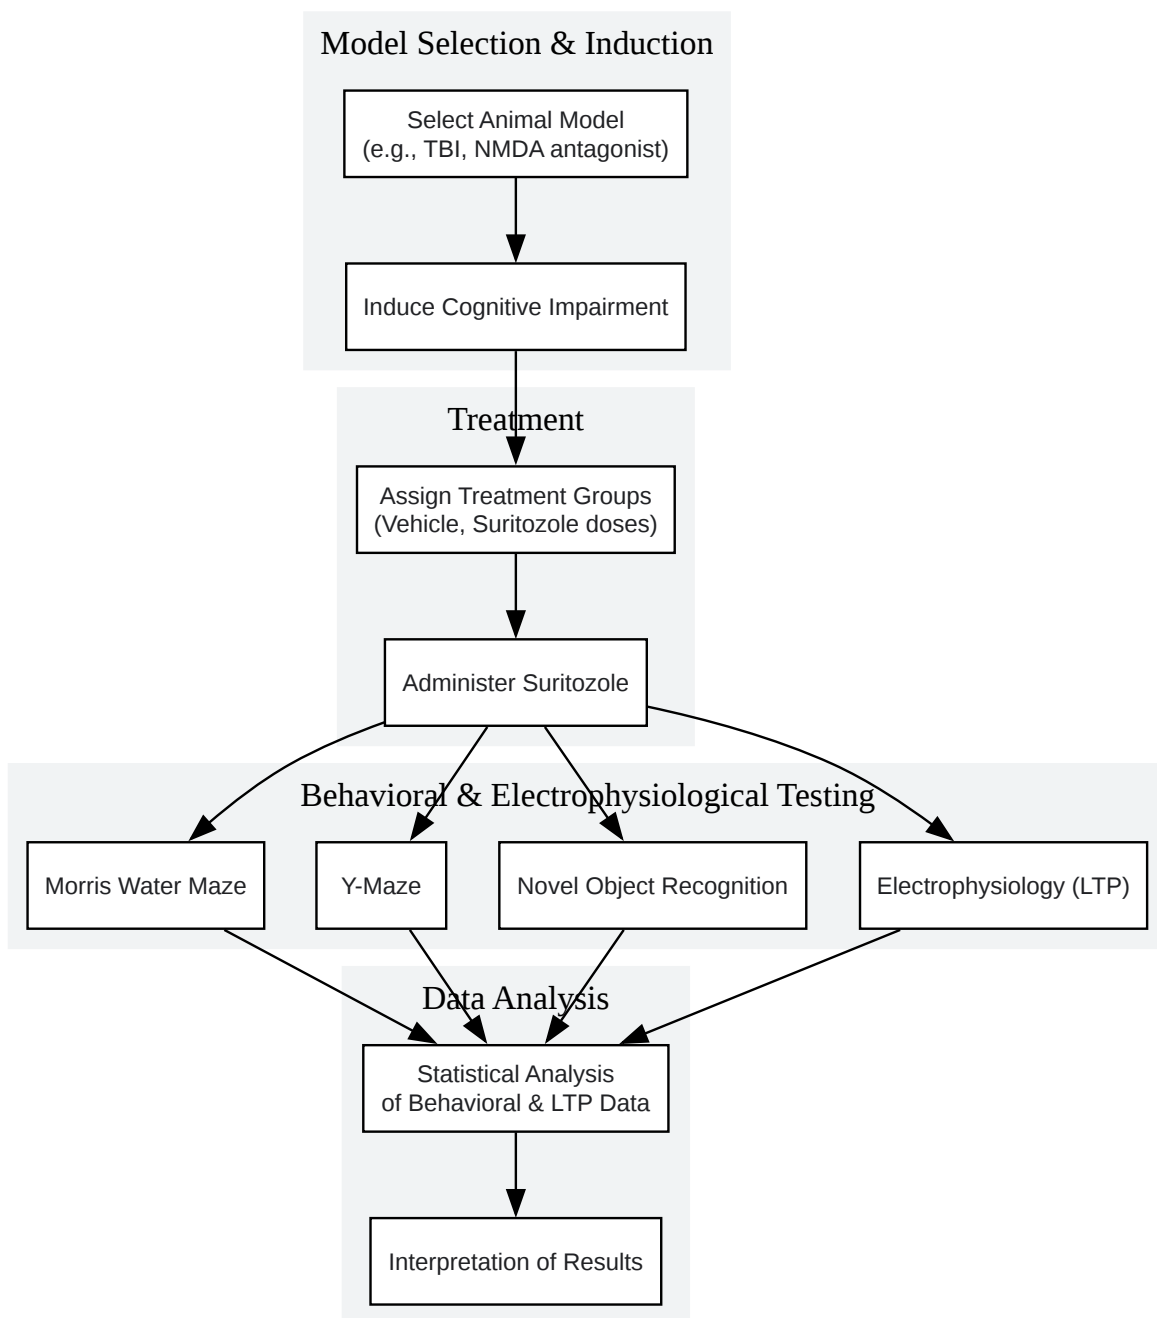 Model Selection & Induction
Select Animal Model
(e.g., TBI, NMDA antagonist)
Induce Cognitive Impairment
Treatment
Assign Treatment Groups
(Vehicle, Suritozole doses)
Administer Suritozole
Behavioral & Electrophysiological Testing
Morris Water Maze
Y-Maze
Novel Object Recognition
Electrophysiology (LTP)
Data Analysis
Statistical Analysis
of Behavioral & LTP Data
Interpretation of Results